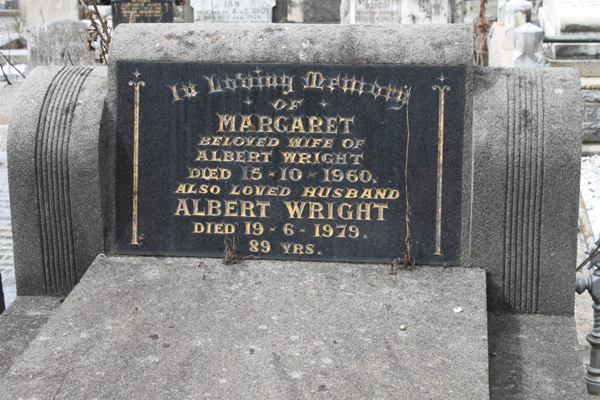 In Loving Memory
OF
MARGARET
BELOVED WIFE OF
ALBERT WRIGHT
DIED 15-10-1960.
ALSO LOVED HUSBAND
ALBERT WRIGHT
DIED 19-6-1979.
89 YRS.